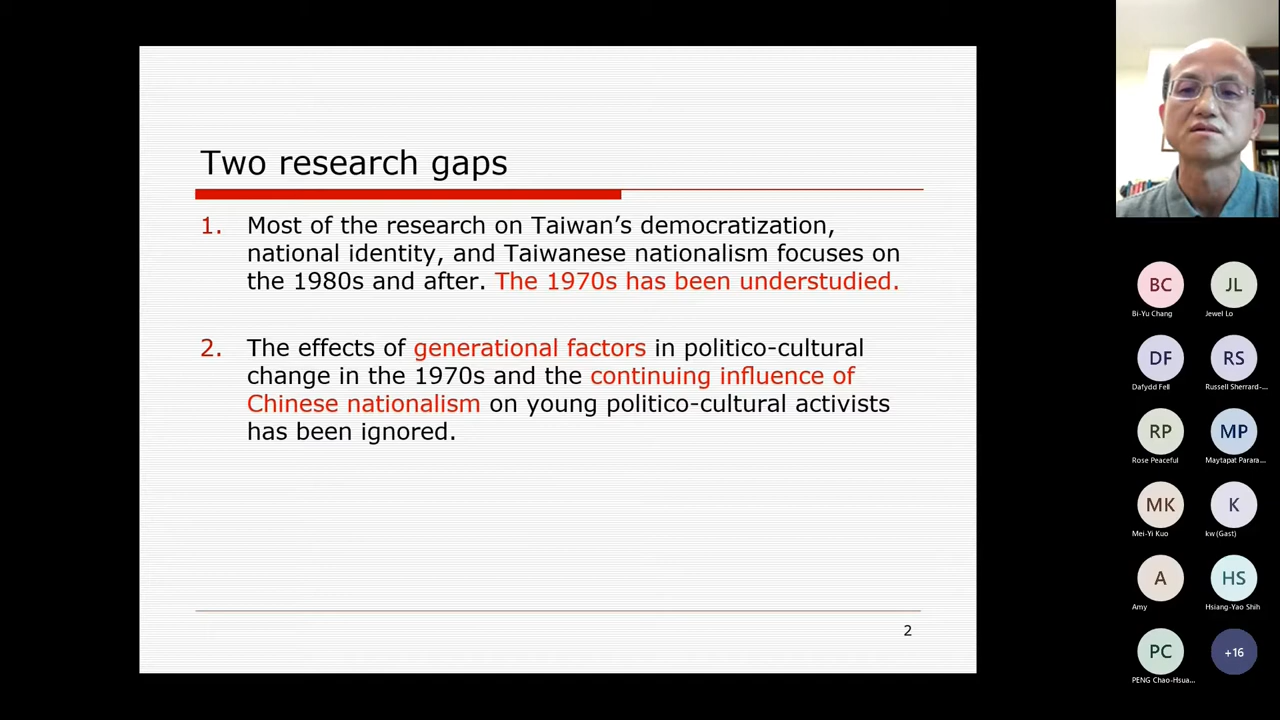 Two research gaps
1. Most of the research on Taiwan's democratization,
national identity, and Taiwanese nationalism focuses on
the 1980s and after. The 1970s has been understudied.
2. The effects of generational factors in politico-cultural
change in the 1970s and the continuing influence of
Chinese nationalism on young politico-cultural activists
has been ignored.
2
BC JL
Bi-Yu Chang Jewel Lo
DF RS
Dafydd Fell Russell Sherrard-...
RP MP
Rose Peaceful Maytapat Parara...
MK K
Mei-Yi Kuo kw (Gast)
A HS
Amy Hsiang-Yao Shih
PC +16
PENG Chao-Hsua...